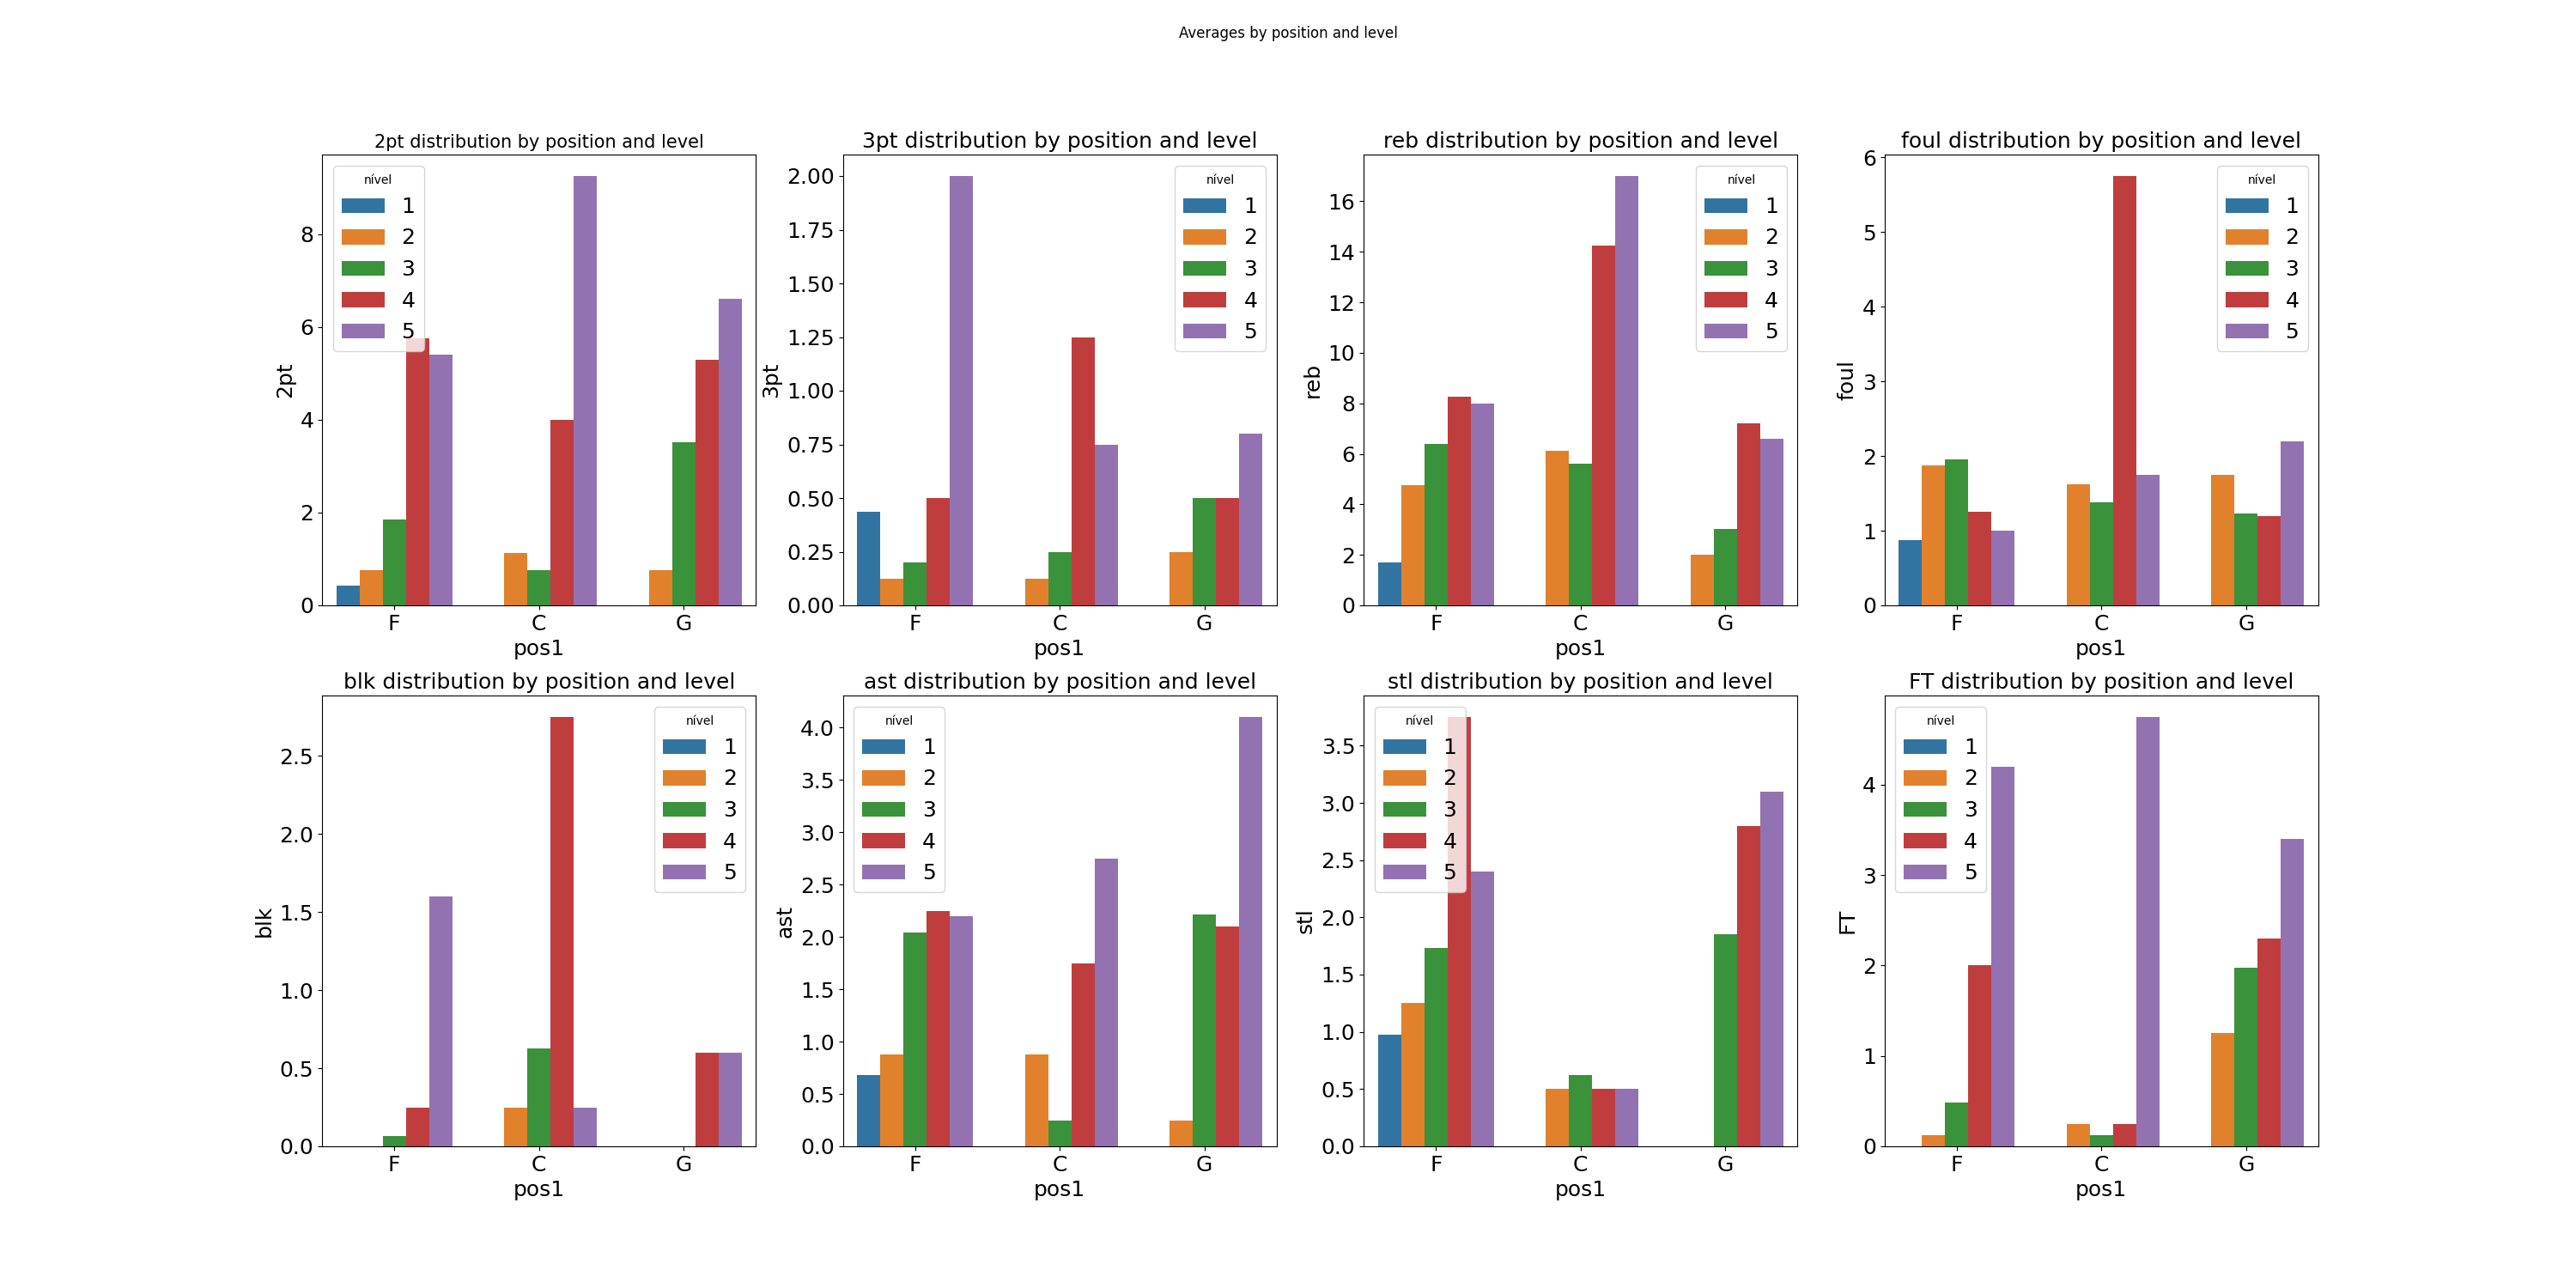 Averages by position and level
2pt distribution by position and level
2pt
8
6
4
2
0
nível
1
2
3
4
5
F C G
pos1
3pt distribution by position and level
3pt
2.00
1.75
1.50
1.25
1.00
0.75
0.50
0.25
0.00
nível
1
2
3
4
5
F C G
pos1
reb distribution by position and level
reb
16
14
12
10
8
6
4
2
0
nível
1
2
3
4
5
F C G
pos1
foul distribution by position and level
foul
6
5
4
3
2
1
0
nível
1
2
3
4
5
F C G
pos1
blk distribution by position and level
blk
2.5
2.0
1.5
1.0
0.5
0.0
nível
1
2
3
4
5
F C G
pos1
ast distribution by position and level
ast
4.0
3.5
3.0
2.5
2.0
1.5
1.0
0.5
0.0
nível
1
2
3
4
5
F C G
pos1
stl distribution by position and level
stl
3.5
3.0
2.5
2.0
1.5
1.0
0.5
0.0
nível
1
2
3
4
5
F C G
pos1
FT distribution by position and level
FT
4
3
2
1
0
nível
1
2
3
4
5
F C G
pos1